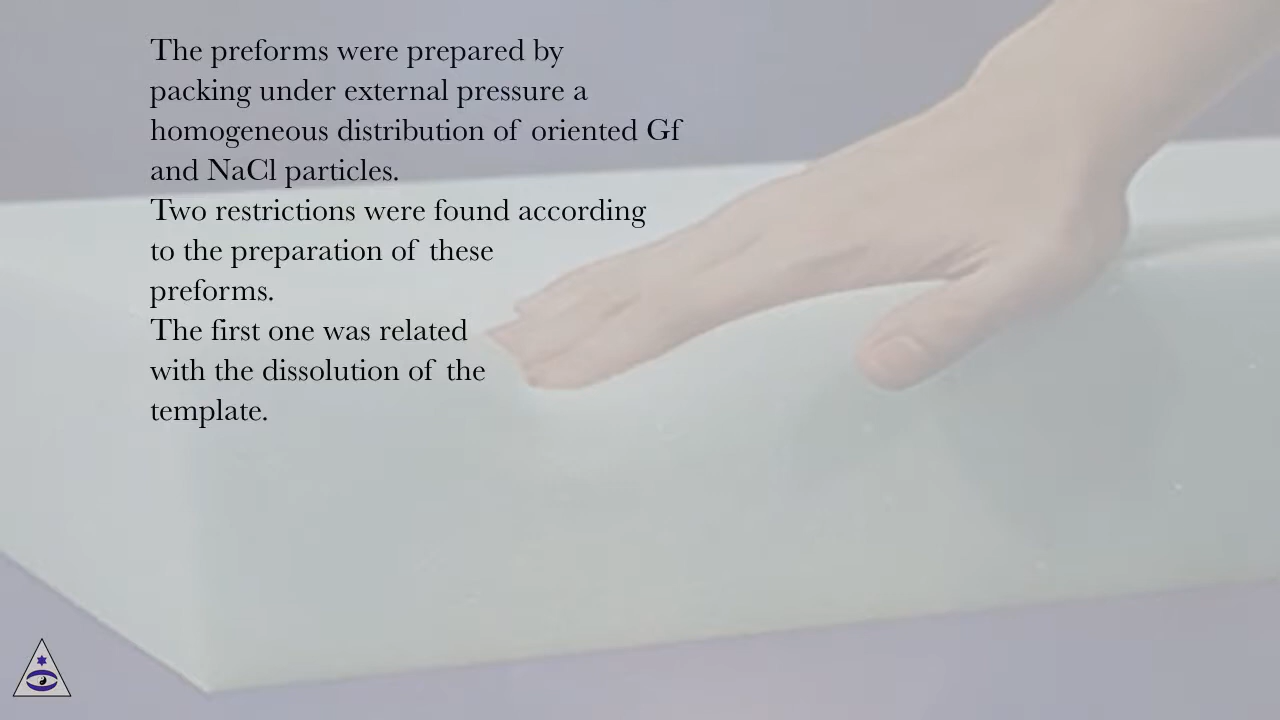 The preforms were prepared by
packing under external pressure a
homogeneous distribution of oriented Gf
and NaCl particles.
Two restrictions were found according
to the preparation of these
preforms.
The first one was related
with the dissolution of the
template.